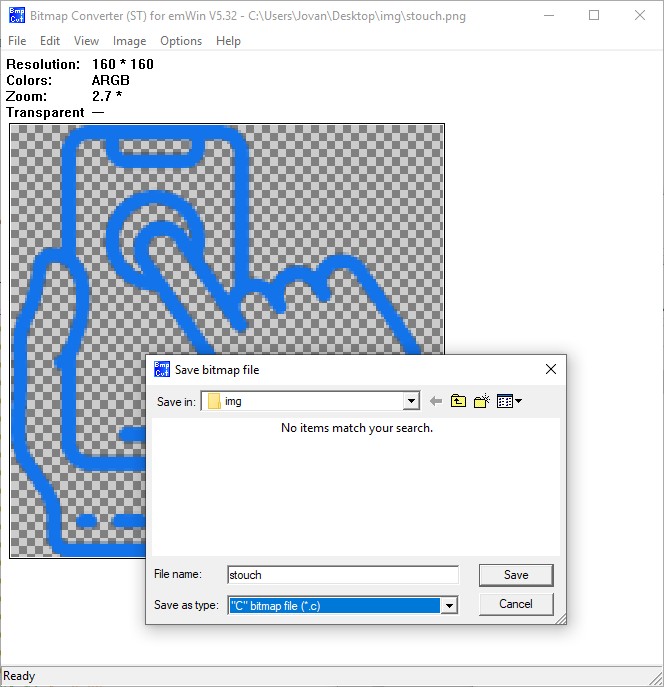 Bitmap Converter (ST) for emWin V5.32 - C:\Users\Jovan\Desktop\img\stouch.png
File Edit View Image Options Help
Resolution: 160 * 160
Colors: ARGB
Zoom: 2.7 *
Transparent —
Bmp Cvt Save bitmap file
Save in: img
No items match your search.
File name: stouch Save
Save as type: "C" bitmap file (*.c) Cancel
Ready